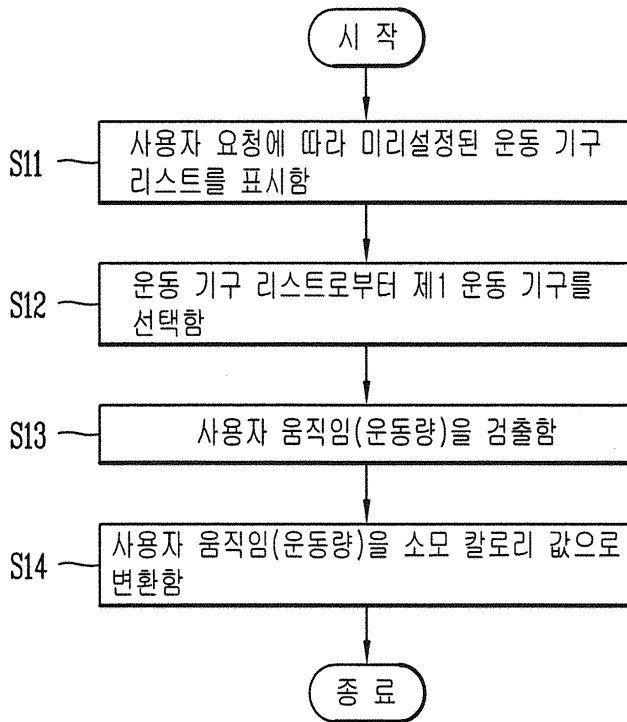 시 작
S11
사용자 요청에 따라 미리설정된 운동 기구
리스트를 표시함
S12
운동 기구 리스트로부터 제1 운동 기구를
선택함
S13
사용자 움직임(운동량)을 검출함
S14
사용자 움직임(운동량)을 소모 칼로리 값으로
변환함
종 료